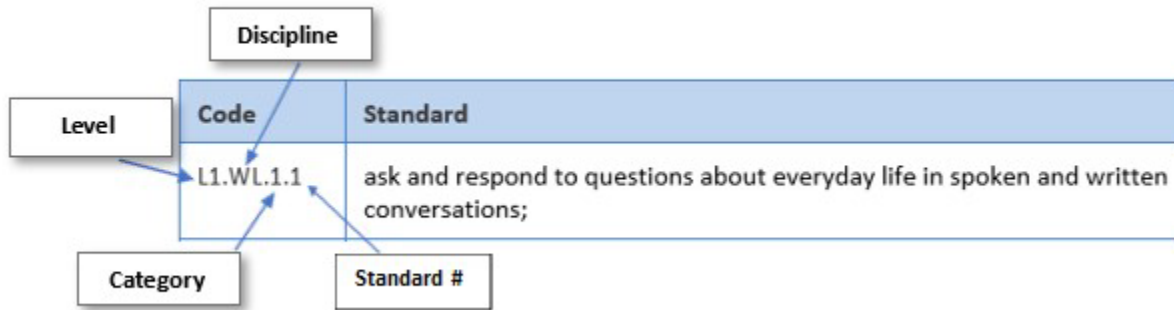 Discipline
Level
Code Standard
L1.WL.1.1 ask and respond to questions about everyday life in spoken and written
conversations;
Category
Standard #